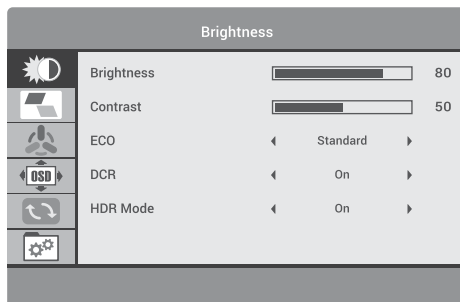 Brightness
Brightness 80
Contrast 50
ECO Standard
DCR On
OSD
HDR Mode On